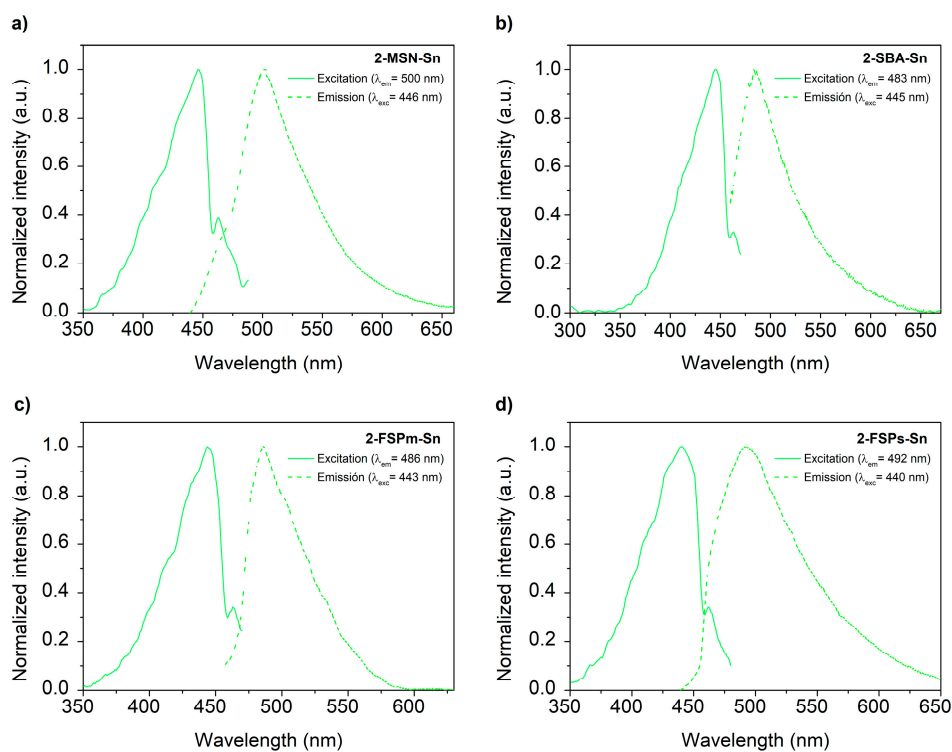 a)
2-MSN-Sn
Excitation (λem = 500 nm)
Emission (λexc= 446 nm)
Normalized intensity (a.u.)
1.0
0.8
0.6
0.4
0.2
0.0
350 400 450 500 550 600 650
Wavelength (nm)
b)
2-SBA-Sn
Excitation (λem = 483 nm)
Emissión (λexc= 445 nm)
Normalized intensity (a.u.)
1.0
0.8
0.6
0.4
0.2
0.0
300 350 400 450 500 550 600 650
Wavelength (nm)
c)
2-FSPm-Sn
Excitation (λem = 486 nm)
Emissión (λexc= 443 nm)
Normalized intensity (a.u.)
1.0
0.8
0.6
0.4
0.2
0.0
350 400 450 500 550 600
Wavelength (nm)
d)
2-FSPs-Sn
Excitation (λem = 492 nm)
Emissión (λexc= 440 nm)
Normalized intensity (a.u.)
1.0
0.8
0.6
0.4
0.2
0.0
350 400 450 500 550 600 650
Wavelength (nm)